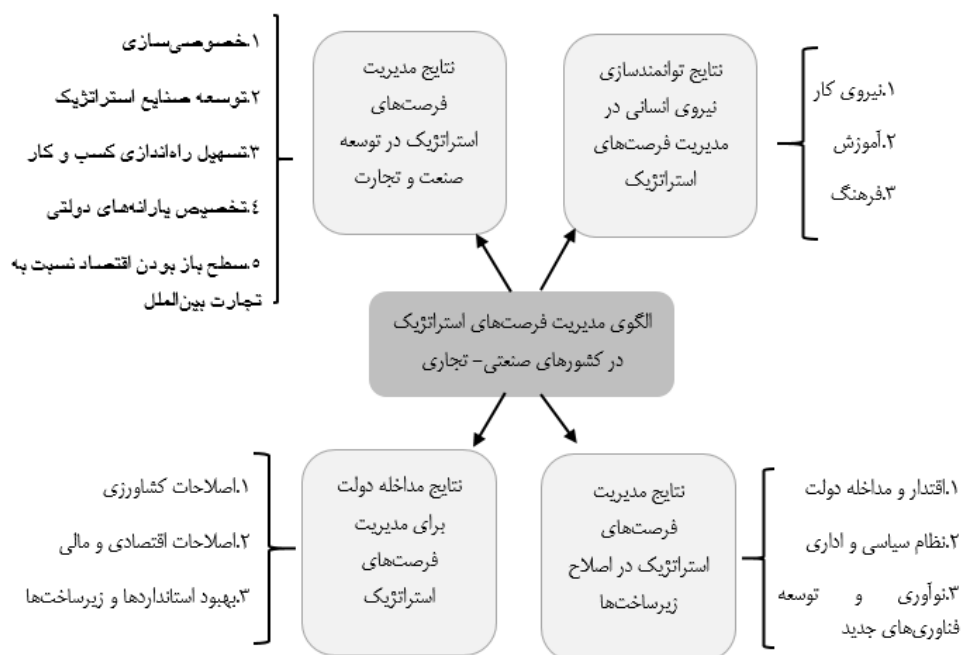 ۱.نیروی کار
۲.آموزش
۳.فرهنگ
نتایج توانمندسازی
نیروی انسانی در
مدیریت فرصت‌های
استراتژیک
نتایج مدیریت
فرصت‌های
استراتژیک در توسعه
صنعت و تجارت
۱.خصوصی‌سازی
۲.توسعه صنایع استراتژیک
۳.تسهیل راه‌اندازی کسب و کار
٤.تخصیص یارانه‌های دولتی
۵.سطح باز بودن اقتصاد نسبت به
تجارت بین‌الملل
الگوی مدیریت فرصت‌های استراتژیک
در کشورهای صنعتی- تجاری
۱.اقتدار و مداخله دولت
۲.نظام سیاسی و اداری
۳.نوآوری و توسعه
فناوری‌های جدید
نتایج مدیریت
فرصت‌های
استراتژیک در اصلاح
زیرساخت‌ها
نتایج مداخله دولت
برای مدیریت
فرصت‌های
استراتژیک
۱.اصلاحات کشاورزی
۲.اصلاحات اقتصادی و مالی
۳.بهبود استانداردها و زیرساخت‌ها